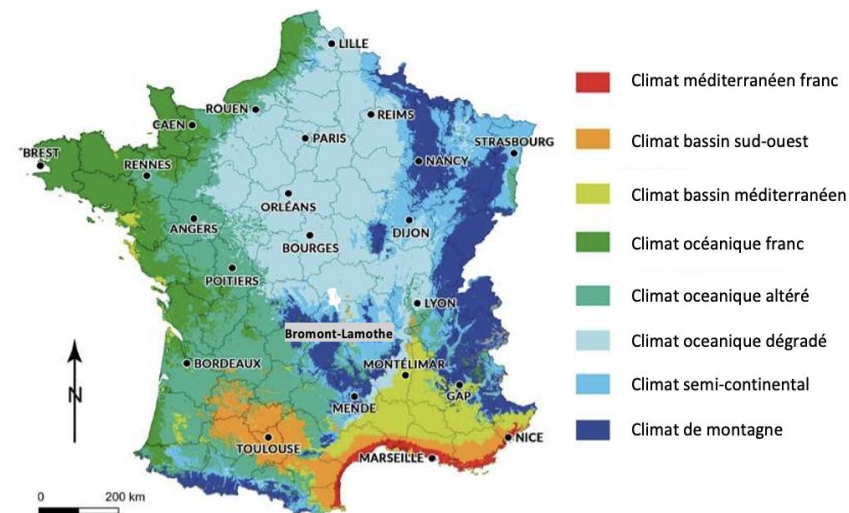 LILLE
ROUEN
REIMS
CAEN
PARIS
STRASBOURG
BREST
RENNES
NANCY
ORLÉANS
ANGERS
DIJON
BOURGES
POITIERS
LYON
Bromont-Lamothe
BORDEAUX
MONTÉLIMAR
GAP
MENDE
NICE
TOULOUSE
MARSEILLE
N
0 200 km
Climat méditerranéen franc
Climat bassin sud-ouest
Climat bassin méditerranéen
Climat océanique franc
Climat oceanique altéré
Climat oceanique dégradé
Climat semi-continental
Climat de montagne